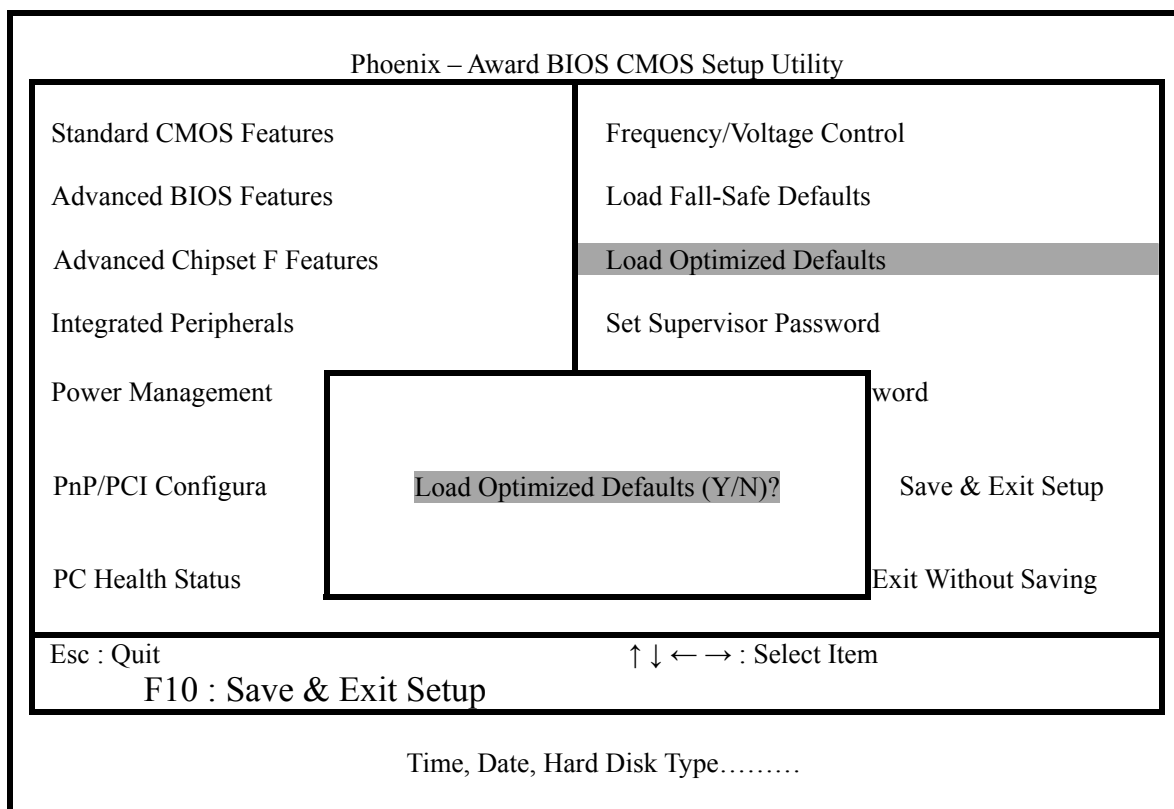 Phoenix – Award BIOS CMOS Setup Utility
Standard CMOS Features
Frequency/Voltage Control
Advanced BIOS Features
Load Fall-Safe Defaults
Advanced Chipset F Features
Load Optimized Defaults
Integrated Peripherals
Set Supervisor Password
Power Management
word
PnP/PCI Configura
Load Optimized Defaults (Y/N)?
Save & Exit Setup
PC Health Status
Exit Without Saving
Esc : Quit
↑ ↓ ← → : Select Item
F10 : Save & Exit Setup
Time, Date, Hard Disk Type………